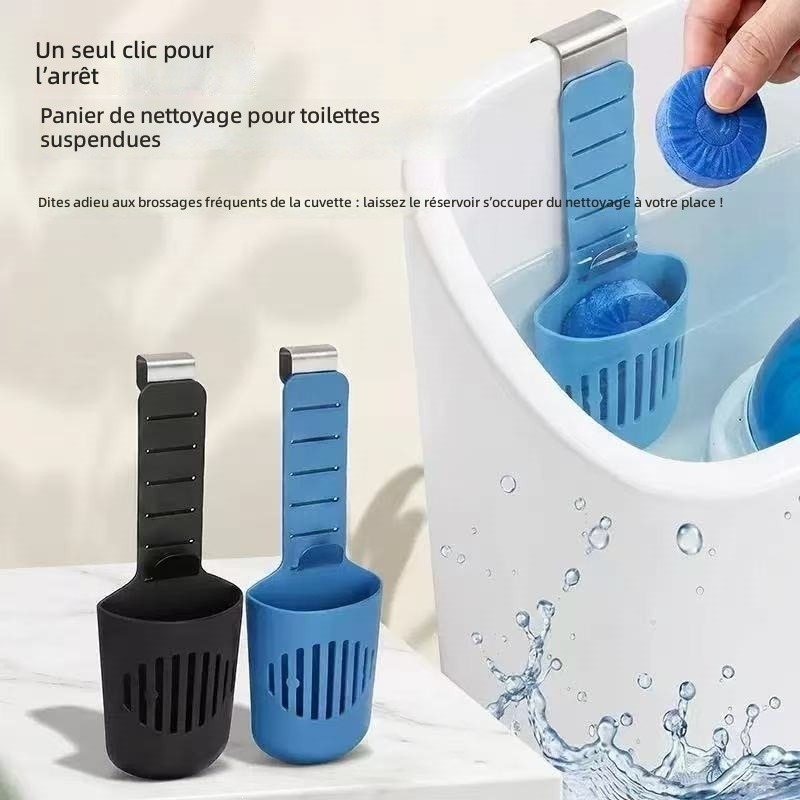 Un seul clic pour
l’arrêt
Panier de nettoyage pour toilettes
suspendues
Dites adieu aux brossages fréquents de la cuvette : laissez le réservoir s’occuper du nettoyage à votre place !